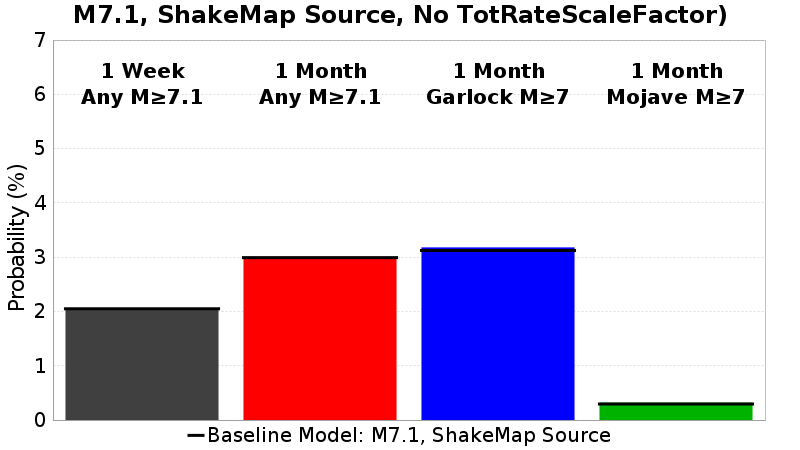 M7.1, ShakeMap Source, No TotRateScaleFactor)
7
6
5
4
3
2
1
0
Probability (%)
1 Week
Any M≥7.1
1 Month
Any M≥7.1
1 Month
Garlock M≥7
1 Month
Mojave M≥7
Baseline Model: M7.1, ShakeMap Source